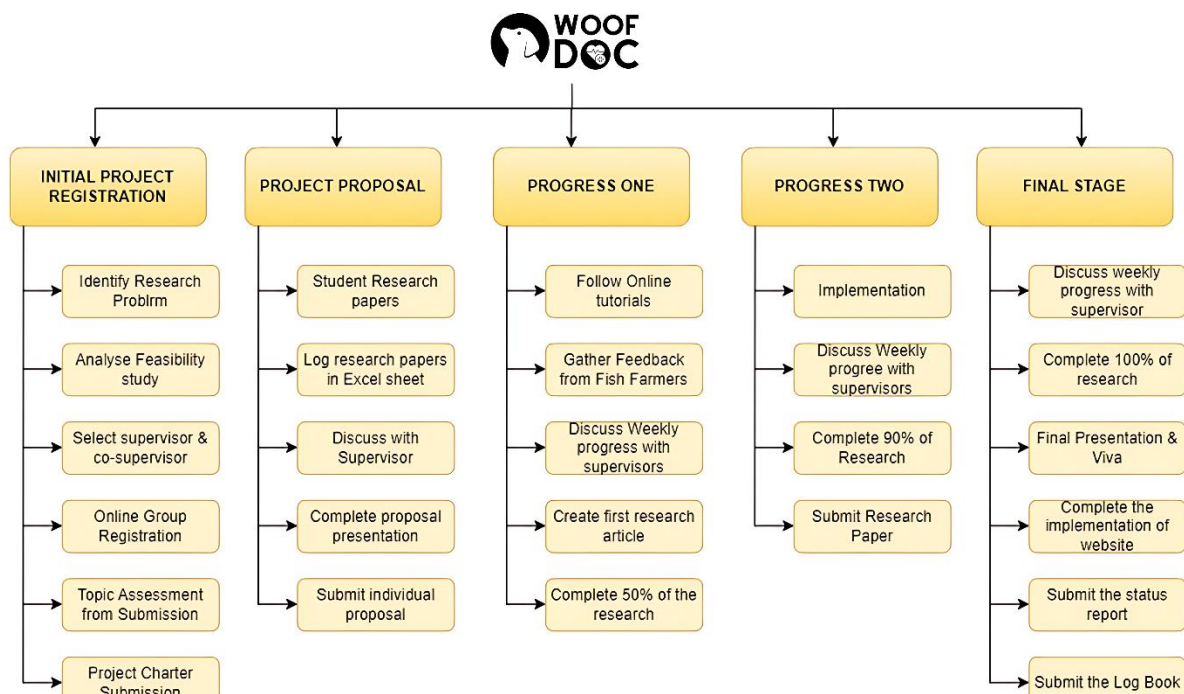 WOOF
DOC
INITIAL PROJECT
REGISTRATION
Identify Research
Problrm
Analyse Feasibility
study
Select supervisor &
co-supervisor
Online Group
Registration
Topic Assessment
from Submission
Project Charter
Submission
PROJECT PROPOSAL
Student Research
papers
Log research papers
in Excel sheet
Discuss with
Supervisor
Complete proposal
presentation
Submit individual
proposal
PROGRESS ONE
Follow Online
tutorials
Gather Feedback
from Fish Farmers
Discuss Weekly
progress with
supervisors
Create first research
article
Complete 50% of the
research
PROGRESS TWO
Implementation
Discuss Weekly
progree with
supervisors
Complete 90% of
Research
Submit Research
Paper
FINAL STAGE
Discuss weekly
progress with
supervisor
Complete 100% of
research
Final Presentation &
Viva
Complete the
implementation of
website
Submit the status
report
Submit the Log Book